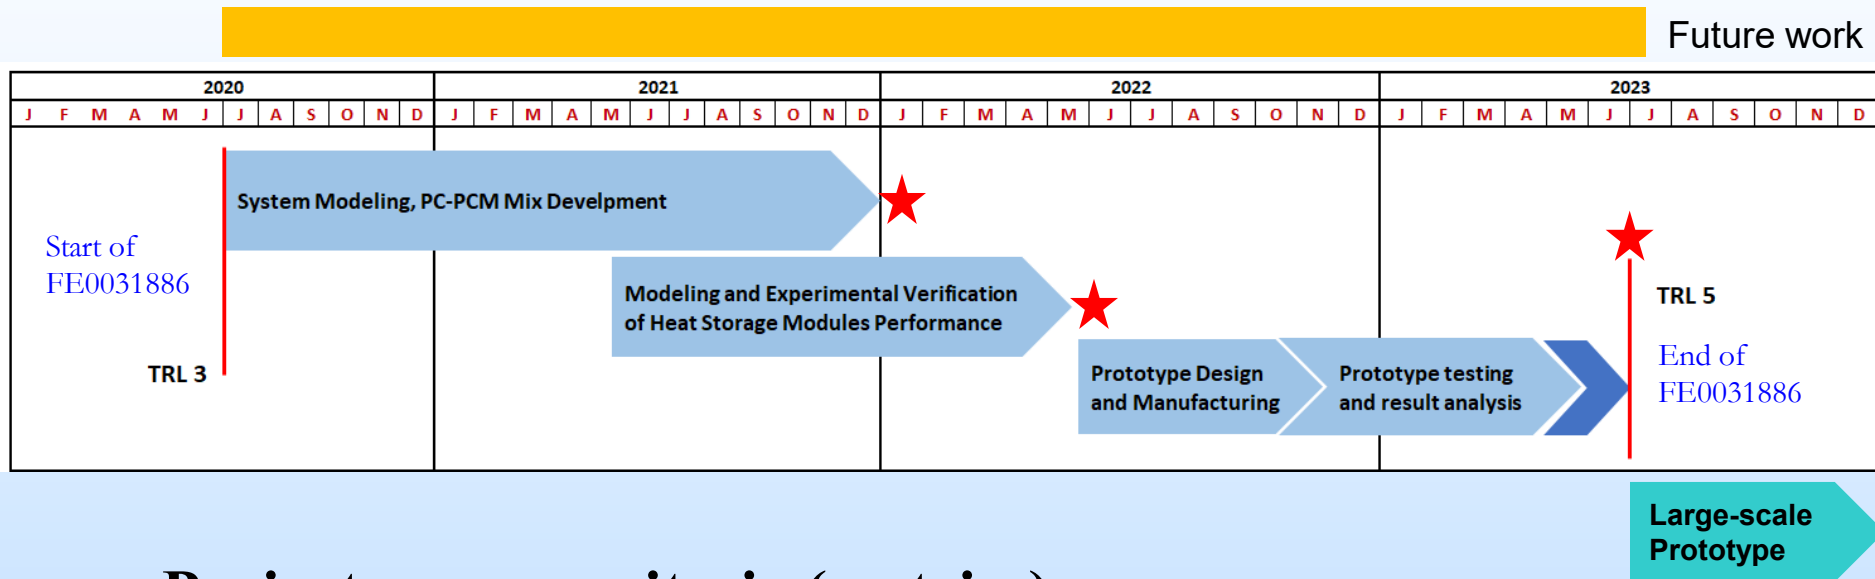 Future work
2020 2021 2022 2023
J F M A M J J A S O N D J F M A M J J A S O N D J F M A M J J A S O N D J F M A M J J A S O N D
System Modeling, PC-PCM Mix Develpment
Start of
FE0031886
Modeling and Experimental Verification
of Heat Storage Modules Performance
TRL 3
Prototype Design
and Manufacturing
Prototype testing
and result analysis
TRL 5
End of
FE0031886
Large-scale
Prototype